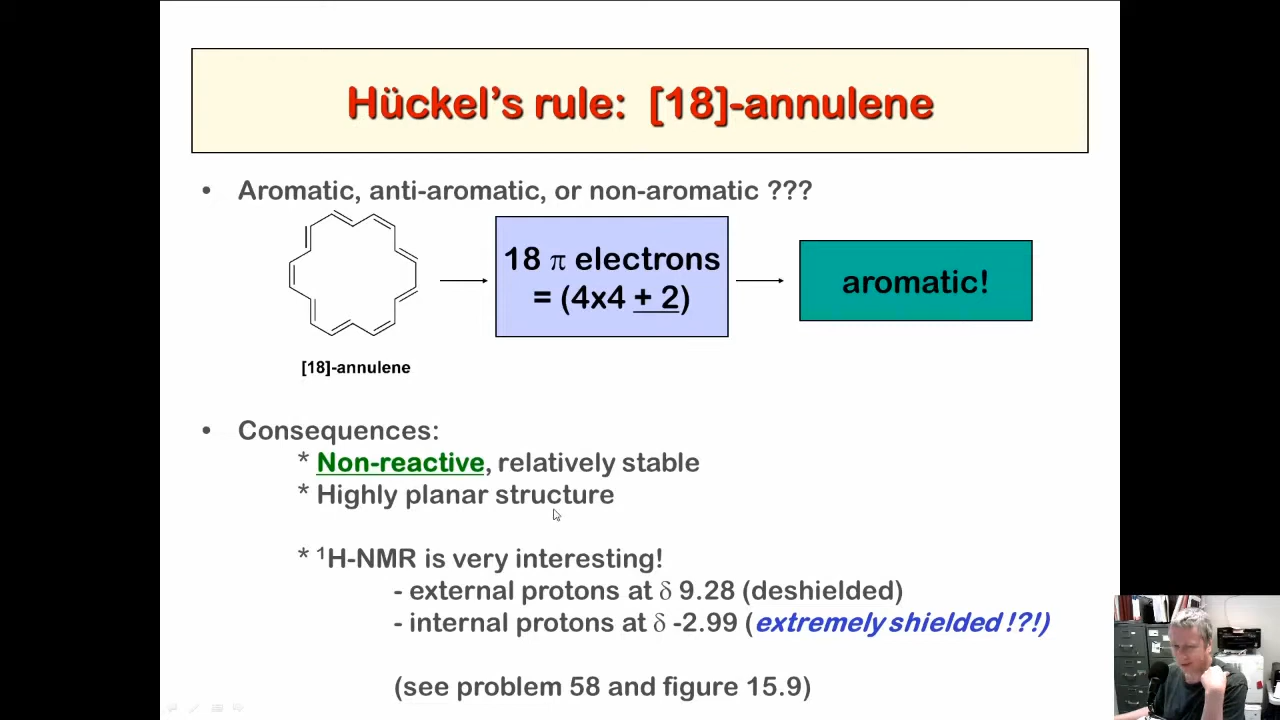 Hückel's rule: [18]-annulene
• Aromatic, anti-aromatic, or non-aromatic ???
18 π electrons
= (4x4 + 2)
aromatic!
[18]-annulene
• Consequences:
* Non-reactive, relatively stable
* Highly planar structure
* ¹H-NMR is very interesting!
- external protons at δ 9.28 (deshielded)
- internal protons at δ -2.99 (extremely shielded !?!)
(see problem 58 and figure 15.9)